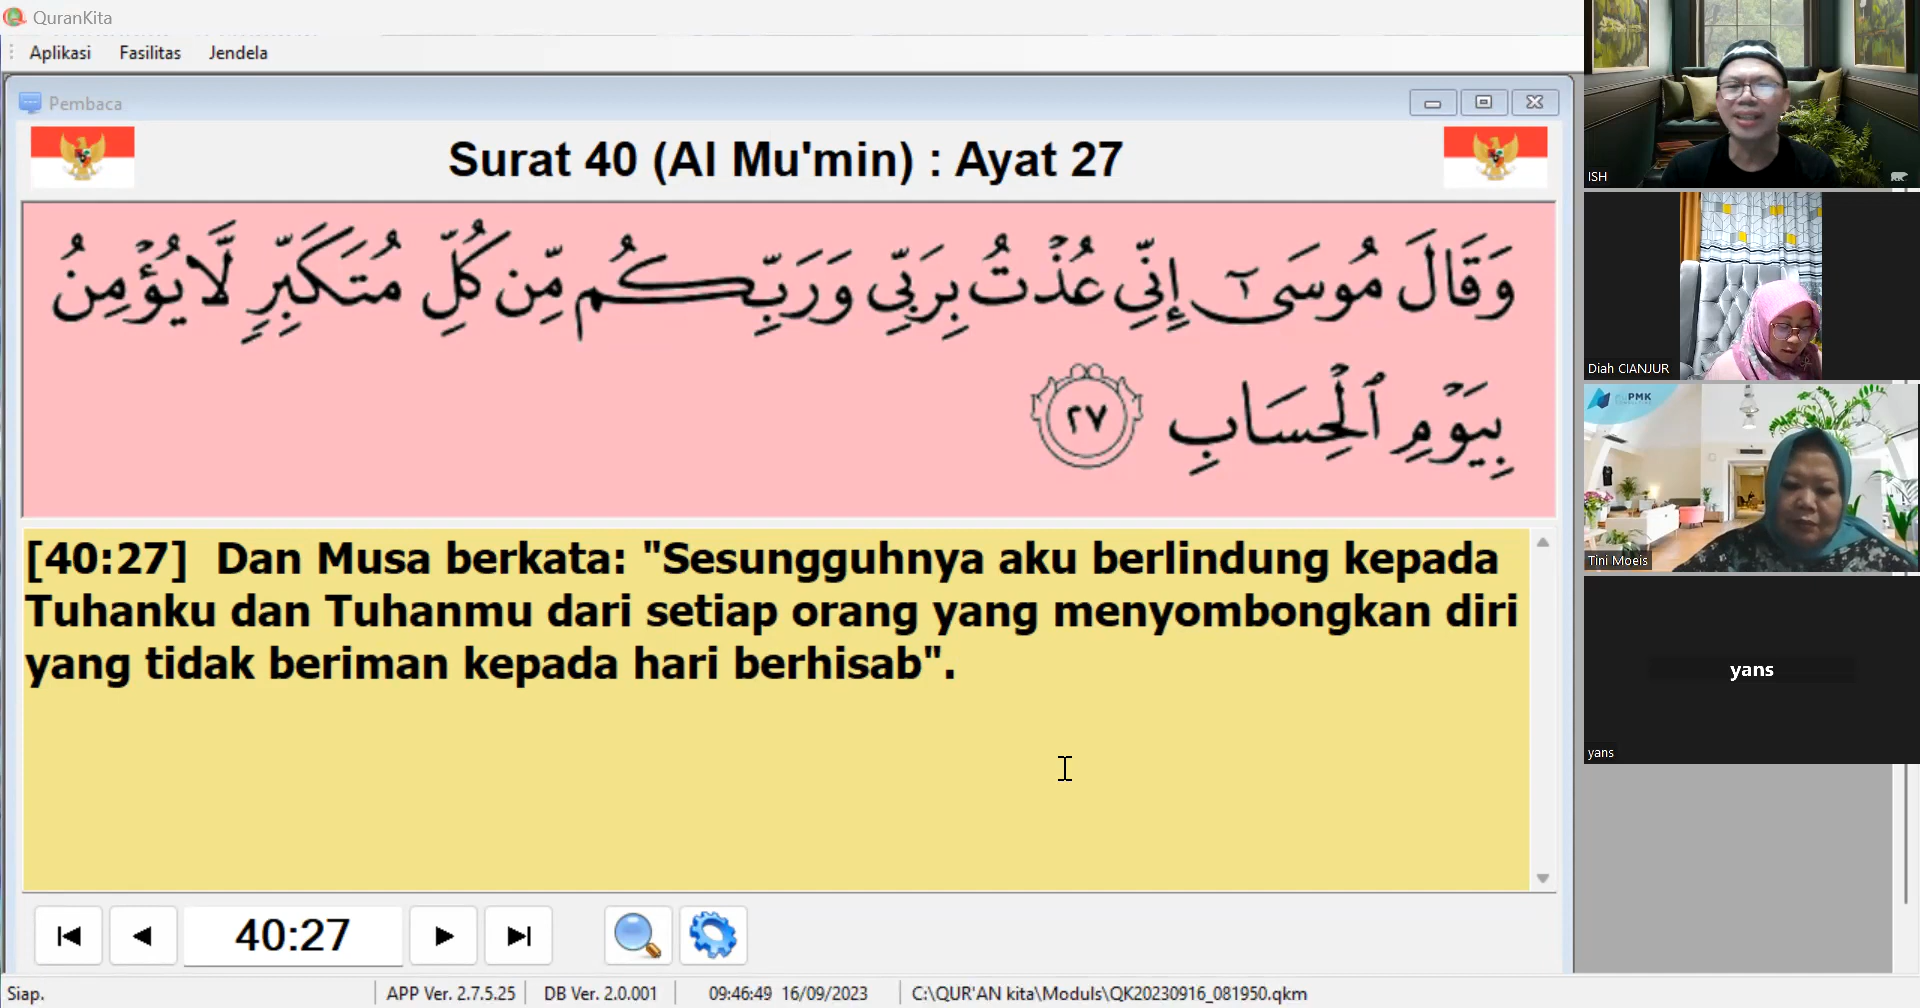 QuranKita
Aplikasi Fasilitas Jendela
Pembaca
Surat 40 (Al Mu'min) : Ayat 27
وَقَالَ مُوسَىٰٓ إِنِّي عُذْتُ بِرَبِّي وَرَبِّكُم مِّن كُلِّ مُتَكَبِّرٍ لَّا يُؤْمِنُ
بِيَوْمِ ٱلْحِسَابِ ٢٧
[40:27] Dan Musa berkata: "Sesungguhnya aku berlindung kepada
Tuhanku dan Tuhanmu dari setiap orang yang menyombongkan diri
yang tidak beriman kepada hari berhisab".
40:27
Siap. APP Ver. 2.7.5.25 DB Ver. 2.0.001 09:46:49 16/09/2023 C:\QUR'AN kita\Moduls\QK20230916_081950.qkm
ISH
Diah CIANJUR
PMK
Tini Moeis
yans
yans